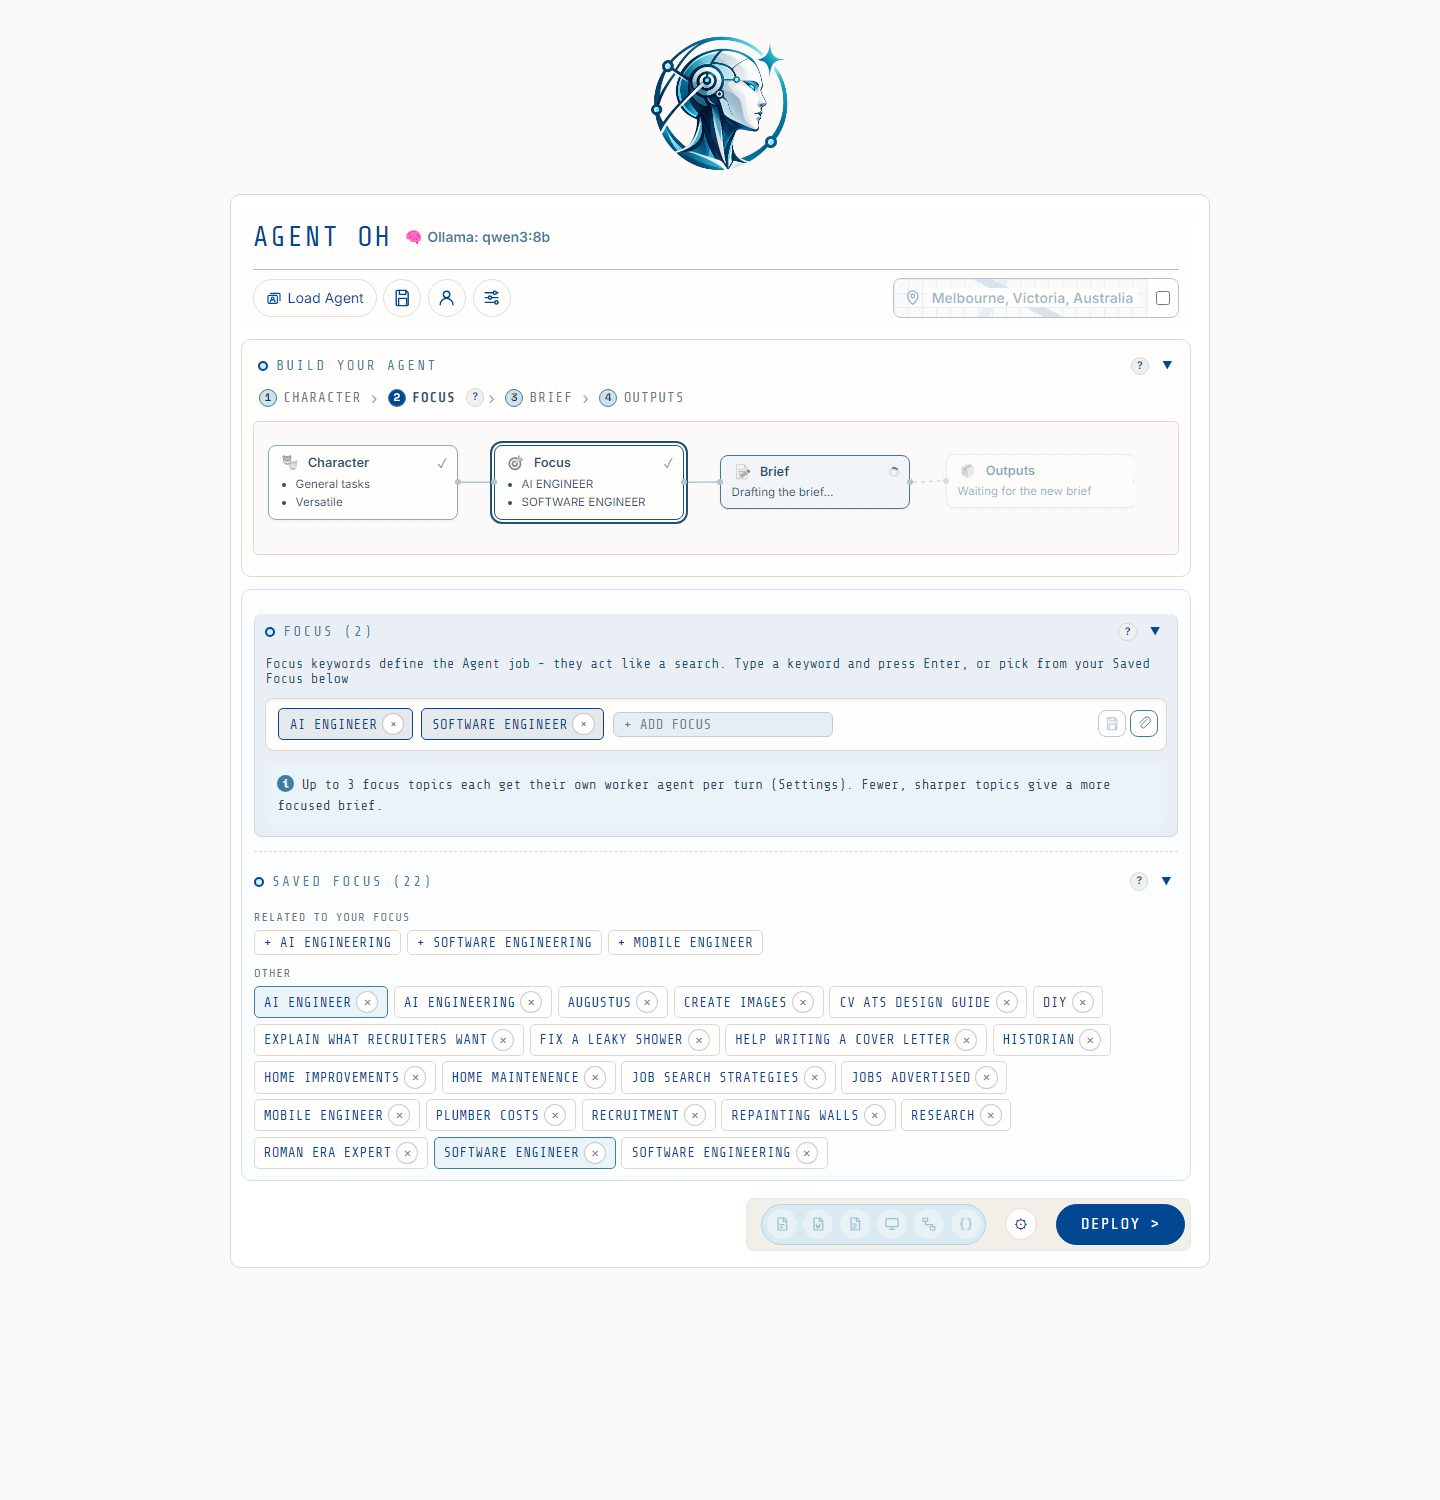 AGENT OH
Ollama: qwen3:8b
Load Agent
Melbourne, Victoria, Australia
BUILD YOUR AGENT
?
1 CHARACTER > 2 FOCUS ? > 3 BRIEF > 4 OUTPUTS
Character
General tasks
Versatile
Focus
AI ENGINEER
SOFTWARE ENGINEER
Brief
Drafting the brief...
Outputs
Waiting for the new brief
FOCUS (2)
?
Focus keywords define the Agent job - they act like a search. Type a keyword and press Enter, or pick from your Saved
Focus below
AI ENGINEER × SOFTWARE ENGINEER × + ADD FOCUS
i Up to 3 focus topics each get their own worker agent per turn (Settings). Fewer, sharper topics give a more
focused brief.
SAVED FOCUS (22)
?
RELATED TO YOUR FOCUS
+ AI ENGINEERING + SOFTWARE ENGINEERING + MOBILE ENGINEER
OTHER
AI ENGINEER × AI ENGINEERING × AUGUSTUS × CREATE IMAGES × CV ATS DESIGN GUIDE × DIY ×
EXPLAIN WHAT RECRUITERS WANT × FIX A LEAKY SHOWER × HELP WRITING A COVER LETTER × HISTORIAN ×
HOME IMPROVEMENTS × HOME MAINTENENCE × JOB SEARCH STRATEGIES × JOBS ADVERTISED ×
MOBILE ENGINEER × PLUMBER COSTS × RECRUITMENT × REPAINTING WALLS × RESEARCH ×
ROMAN ERA EXPERT × SOFTWARE ENGINEER × SOFTWARE ENGINEERING ×
{} DEPLOY >